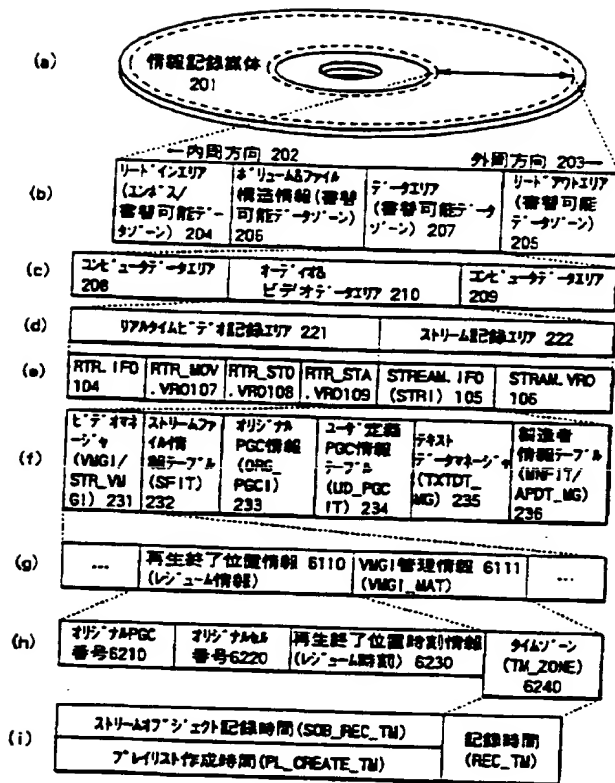 (a)
情報記録媒体
201
←内周方向 202
外周方向 203→
(b)
リードインエリア
(エンボス/
書替可能デー
タゾーン) 204
ボリューム&ファイル
構造情報(書替
可能データゾーン)
206
データエリア
(書替可能データ
ゾーン) 207
リードアウトエリア
(書替可能
データゾーン)
205
(c)
コンピュータデータエリア
208
オーディオ&
ビデオデータエリア 210
コンピュータデータエリア
209
(d)
リアルタイムビデオ記録エリア 221
ストリーム記録エリア 222
(e)
RTR.IFO
104
RTR_MOV
.VRO107
RTR_STO
.VRO108
RTR_STA
.VRO109
STREAM.IFO
(STRI) 105
STRAM.VRO
106
(f)
ビデオマネー
ジャ
(VMGI/
STR_VM
GI) 231
ストリームファ
イル情
報テーブル
(SFIT)
232
オリジナル
PGC情報
(ORG_
PGCI)
233
ユーザ定義
PGC情報
テーブル
(UD_PGC
IT) 234
テキスト
データマネージャ
(TXTDT_
MG) 235
製造者
情報テーブル
(MNFIT/
APDT_MG)
236
(g)
...
再生終了位置情報 6110
(レジューム情報)
VMGI管理情報 6111
(VMGI_MAT)
...
(h)
オリジナルPGC
番号6210
オリジナルセル
番号6220
再生終了位置時刻情報
(レジューム時刻) 6230
タイムゾーン
(TM_ZONE)
6240
(i)
ストリームオブジェクト記録時間(SOB_REC_TM)
プレイリスト作成時間(PL_CREATE_TM)
記録時間
(REC_TM)